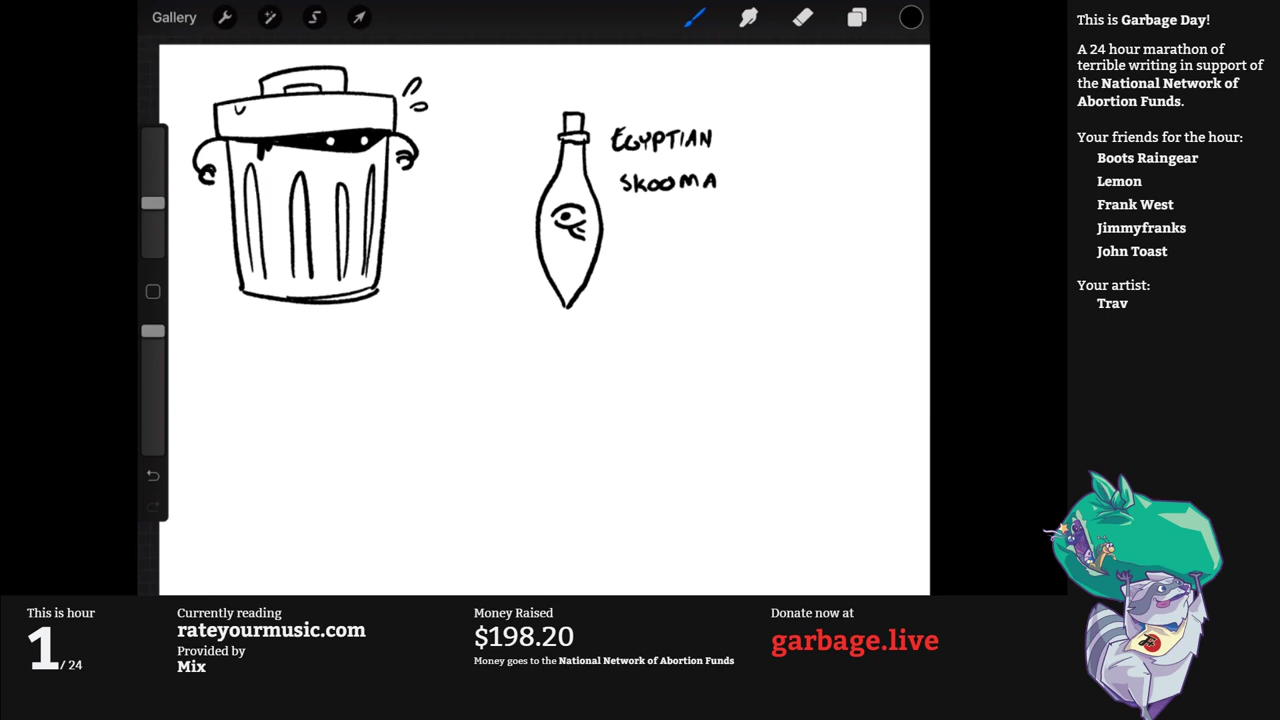 Gallery
EGYPTIAN
SKOOMA
This is Garbage Day!
A 24 hour marathon of
terrible writing in support of
the National Network of
Abortion Funds.
Your friends for the hour:
Boots Raingear
Lemon
Frank West
Jimmyfranks
John Toast
Your artist:
Trav
This is hour
1 / 24
Currently reading
rateyourmusic.com
Provided by
Mix
Money Raised
$198.20
Money goes to the National Network of Abortion Funds
Donate now at
garbage.live